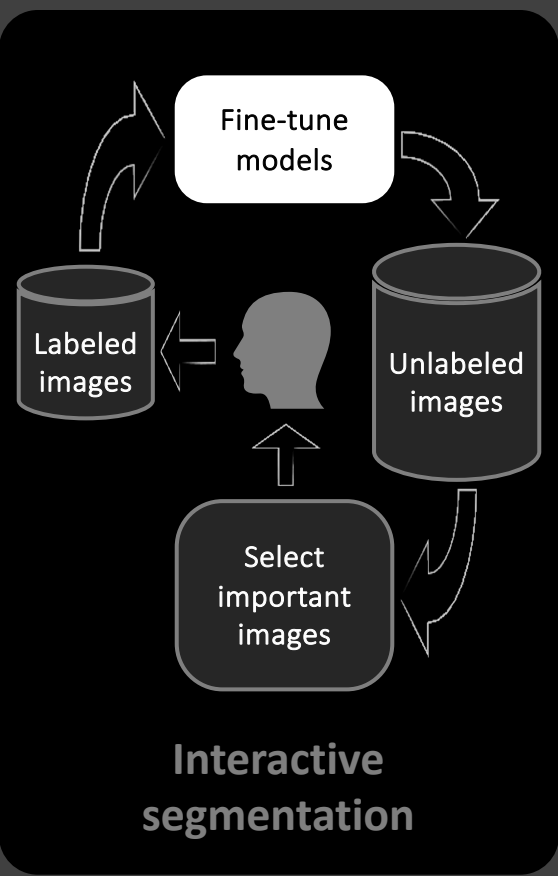 Fine-tune
models
Labeled
images
Unlabeled
images
Select
important
images
Interactive
segmentation